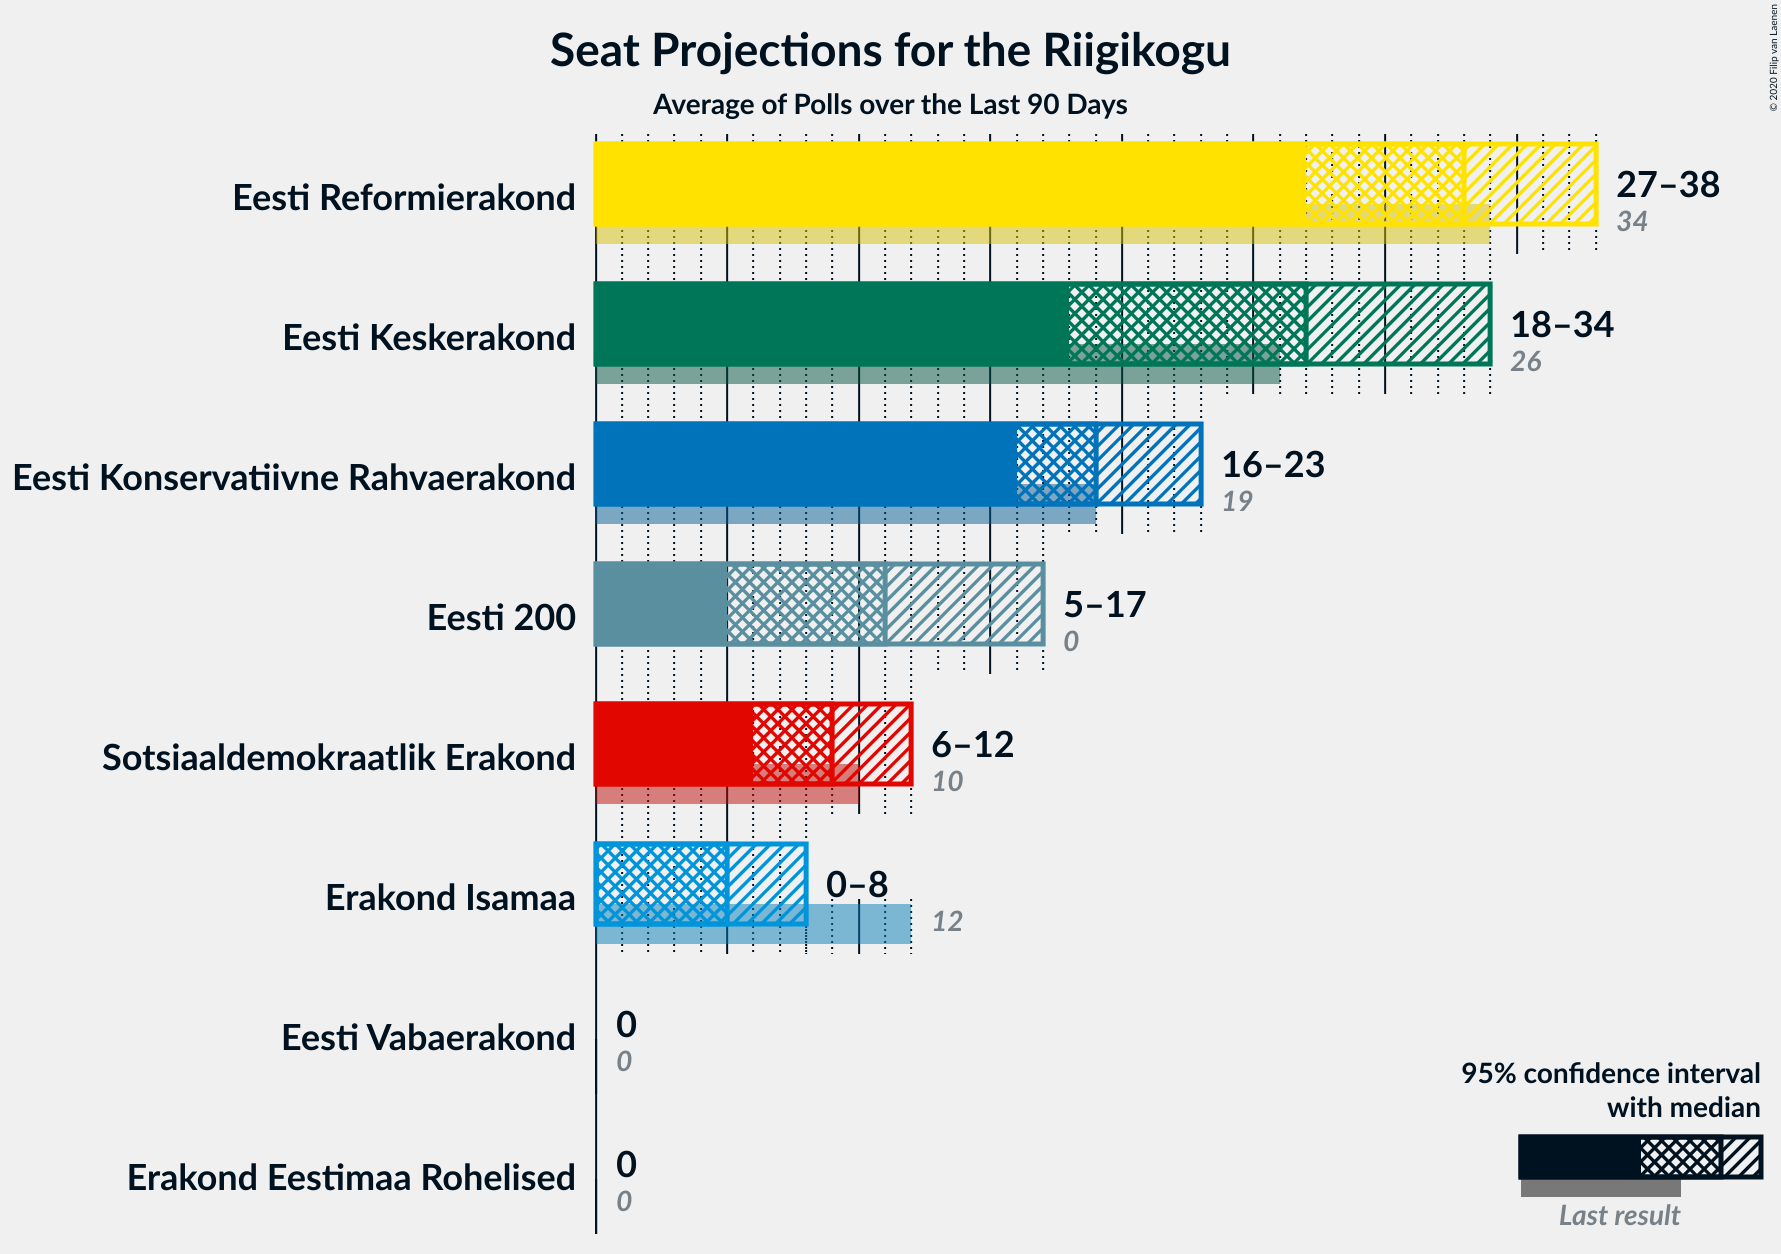 Seat Projections for the Riigikogu
Average of Polls over the Last 90 Days
© 2020 Filip van Laenen
Eesti Reformierakond
27–38
34
Eesti Keskerakond
18–34
26
Eesti Konservatiivne Rahvaerakond
16–23
19
Eesti 200
5–17
0
Sotsiaaldemokraatlik Erakond
6–12
10
Erakond Isamaa
0–8
12
Eesti Vabaerakond
0
0
Erakond Eestimaa Rohelised
0
0
95% confidence interval
with median
Last result